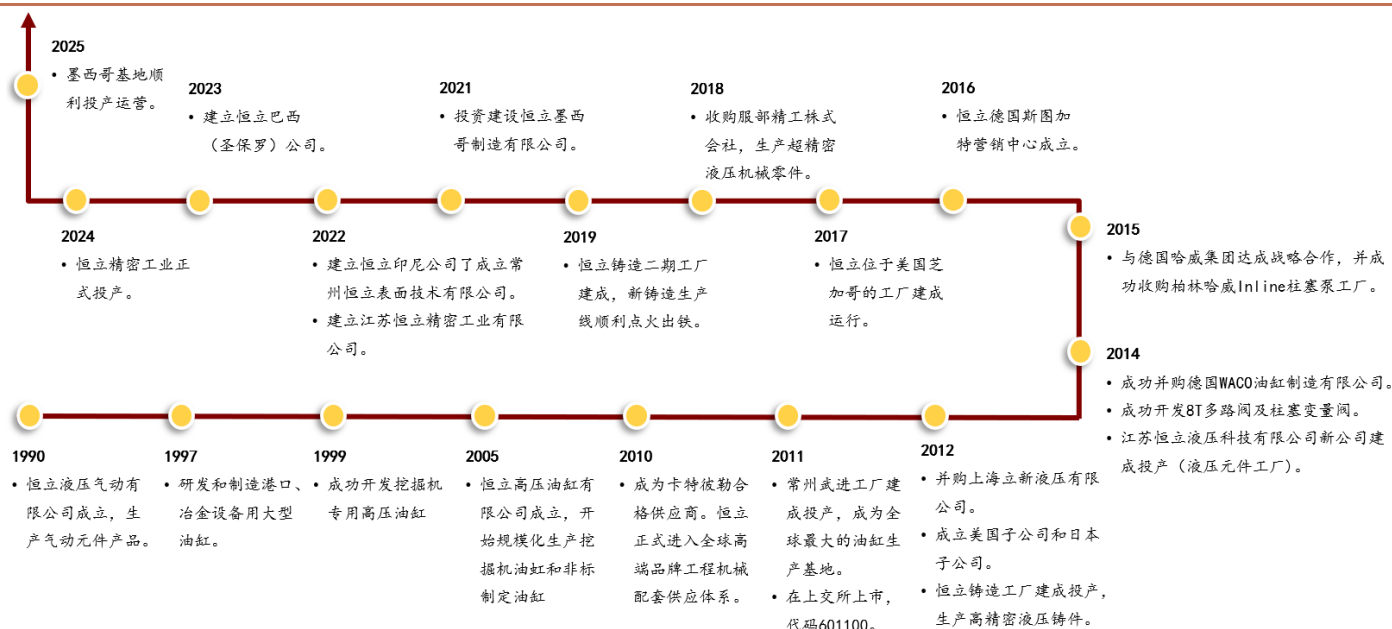 2025
• 墨西哥基地顺
利投产运营。
2023
• 建立恒立巴西
（圣保罗）公司。
2021
• 投资建设恒立墨西
哥制造有限公司。
2018
• 收购服部精工株式
会社，生产超精密
液压机械零件。
2016
• 恒立德国斯图加
特营销中心成立。
2024
• 恒立精密工业正
式投产。
2022
• 建立恒立印尼公司了成立常
州恒立表面技术有限公司。
• 建立江苏恒立精密工业有限
公司。
2019
• 恒立铸造二期工厂
建成，新铸造生产
线顺利点火出铁。
2017
• 恒立位于美国芝
加哥的工厂建成
运行。
2015
• 与德国哈威集团达成战略合作，并成
功收购柏林哈威Inline柱塞泵工厂。
2014
• 成功并购德国WACO油缸制造有限公司。
• 成功开发8T多路阀及柱塞变量阀。
• 江苏恒立液压科技有限公司新公司建
成投产（液压元件工厂）。
1990
• 恒立液压气动有
限公司成立，生
产气动元件产品。
1997
• 研发和制造港口、
冶金设备用大型
油缸。
1999
• 成功开发挖掘机
专用高压油缸
2005
• 恒立高压油缸有
限公司成立，开
始规模化生产挖
掘机油缸和非标
制定油缸
2010
• 成为卡特彼勒合
格供应商。恒立
正式进入全球高
端品牌工程机械
配套供应体系。
2011
• 常州武进工厂建
成投产，成为全
球最大的油缸生
产基地。
• 在上交所上市，
代码601100。
2012
• 并购上海立新液压有限
公司。
• 成立美国子公司和日本
子公司。
• 恒立铸造工厂建成投产，
生产高精密液压铸件。